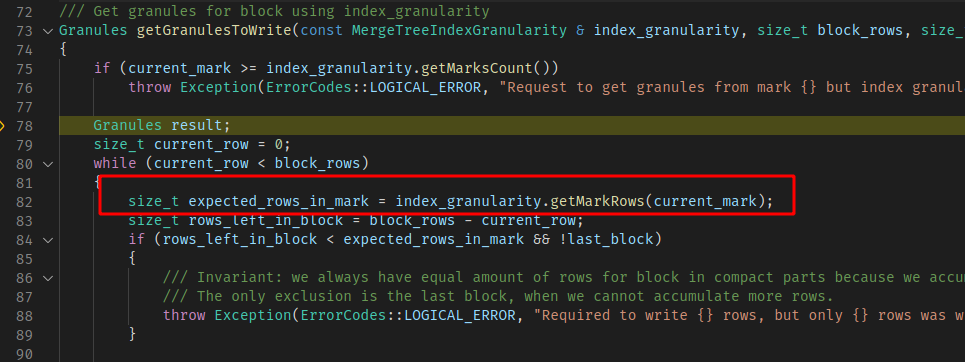 72 /// Get granules for block using index_granularity
73 Granules getGranulesToWrite(const MergeTreeIndexGranularity & index_granularity, size_t block_rows, size_
74 {
75 if (current_mark >= index_granularity.getMarksCount())
76 throw Exception(ErrorCodes::LOGICAL_ERROR, "Request to get granules from mark {} but index granul
77
78 Granules result;
79 size_t current_row = 0;
80 while (current_row < block_rows)
81 {
82 size_t expected_rows_in_mark = index_granularity.getMarkRows(current_mark);
83 size_t rows_left_in_block = block_rows - current_row;
84 if (rows_left_in_block < expected_rows_in_mark && !last_block)
85 {
86 /// Invariant: we always have equal amount of rows for block in compact parts because we accu
87 /// The only exclusion is the last block, when we cannot accumulate more rows.
88 throw Exception(ErrorCodes::LOGICAL_ERROR, "Required to write {} rows, but only {} rows was w
89 }
90